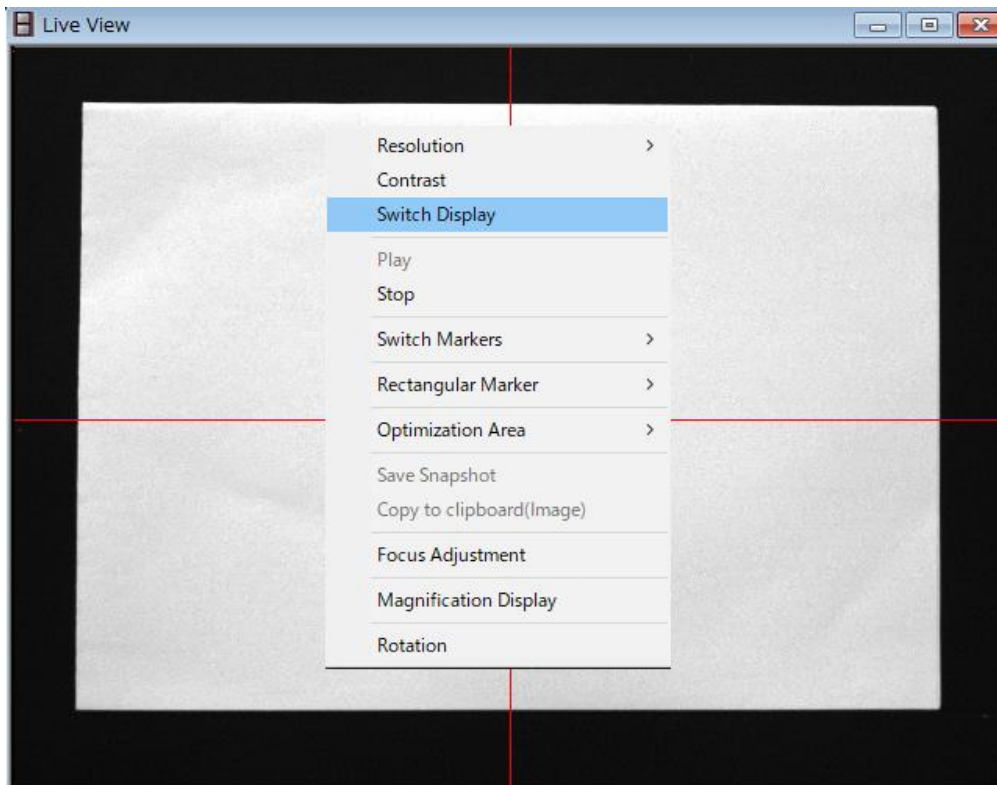 Live View
Resolution
Contrast
Switch Display
Play
Stop
Switch Markers
Rectangular Marker
Optimization Area
Save Snapshot
Copy to clipboard(Image)
Focus Adjustment
Magnification Display
Rotation